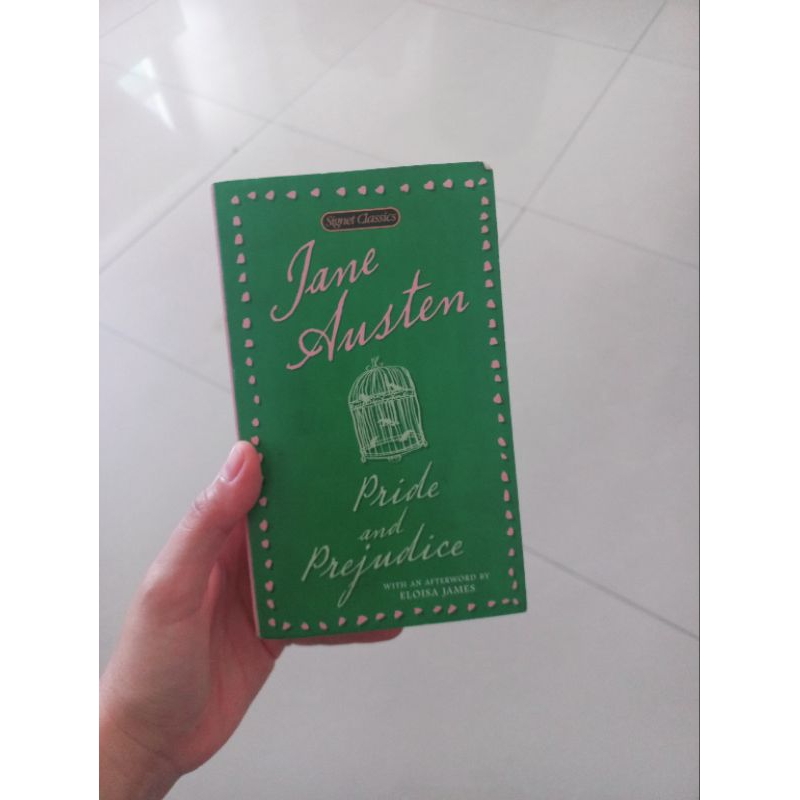 Signet Classics
Jane
Austen
Pride
and
Prejudice
WITH AN AFTERWORD BY
ELOISA JAMES